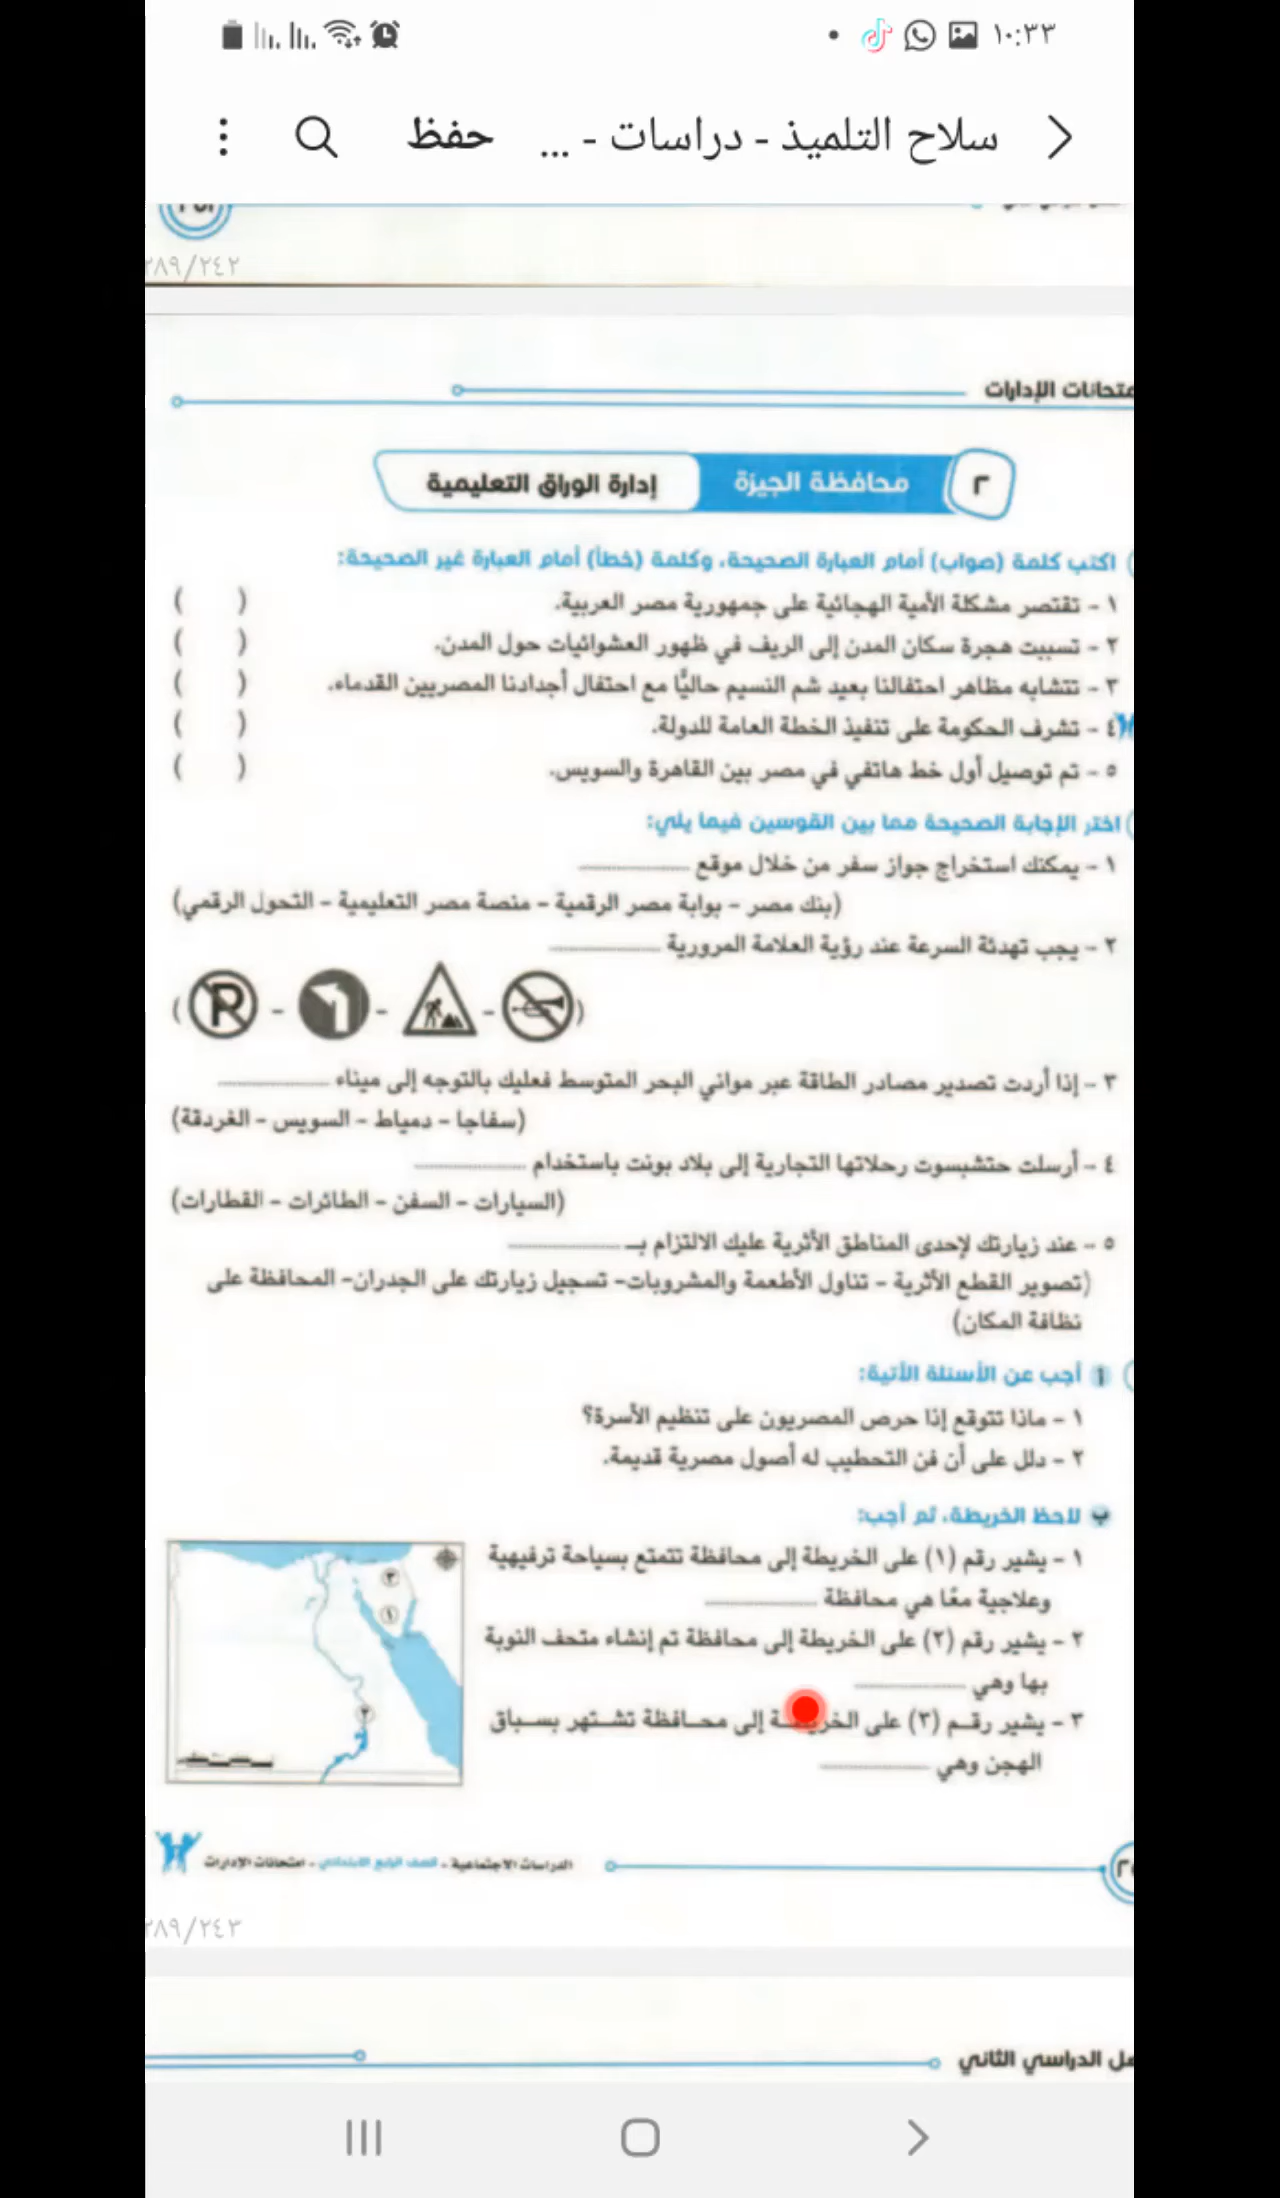 ١٠:٣٣
سلاح التلميذ - دراسات - ...
حفظ
٢٨٩/٢٤٢
متحانات الإدارات
٢ محافظة الجيزة إدارة الوراق التعليمية
اكتب كلمة (صواب) أمام العبارة الصحيحة، وكلمة (خطأ) أمام العبارة غير الصحيحة:
١ - تقتصر مشكلة الأمية الهجائية على جمهورية مصر العربية. ( )
٢ - تسببت هجرة سكان المدن إلى الريف في ظهور العشوائيات حول المدن. ( )
٣ - تتشابه مظاهر احتفالنا بعيد شم النسيم حاليًّا مع احتفال أجدادنا المصريين القدماء. ( )
٤ - تشرف الحكومة على تنفيذ الخطة العامة للدولة. ( )
٥ - تم توصيل أول خط هاتفي في مصر بين القاهرة والسويس. ( )
اختر الإجابة الصحيحة مما بين القوسين فيما يلي:
١ - يمكنك استخراج جواز سفر من خلال موقع ............
(بنك مصر - بوابة مصر الرقمية - منصة مصر التعليمية - التحول الرقمي)
٢ - يجب تهدئة السرعة عند رؤية العلامة المرورية ............
( - - - P )
٣ - إذا أردت تصدير مصادر الطاقة عبر مواني البحر المتوسط فعليك بالتوجه إلى ميناء ............
(سفاجا - دمياط - السويس - الغردقة)
٤ - أرسلت حتشبسوت رحلاتها التجارية إلى بلاد بونت باستخدام ............
(السيارات - السفن - الطائرات - القطارات)
٥ - عند زيارتك لإحدى المناطق الأثرية عليك الالتزام بـ ............
(تصوير القطع الأثرية - تناول الأطعمة والمشروبات- تسجيل زيارتك على الجدران- المحافظة على
نظافة المكان)
أ أجب عن الأسئلة الآتية:
١ - ماذا تتوقع إذا حرص المصريون على تنظيم الأسرة؟
٢ - دلل على أن فن التحطيب له أصول مصرية قديمة.
ب لاحظ الخريطة، ثم أجب:
١ - يشير رقم (١) على الخريطة إلى محافظة تتمتع بسياحة ترفيهية
وعلاجية معًا هي محافظة ............
٢ - يشير رقم (٢) على الخريطة إلى محافظة تم إنشاء متحف النوبة
بها وهي ............
٣ - يشير رقم (٣) على الخريطة إلى محافظة تشتهر بسباق
الهجن وهي ............
٣
١
٢
الدراسات الاجتماعية - الصف الرابع الابتدائي - امتحانات الإدارات
٢٨٩/٢٤٣
صل الدراسي الثاني